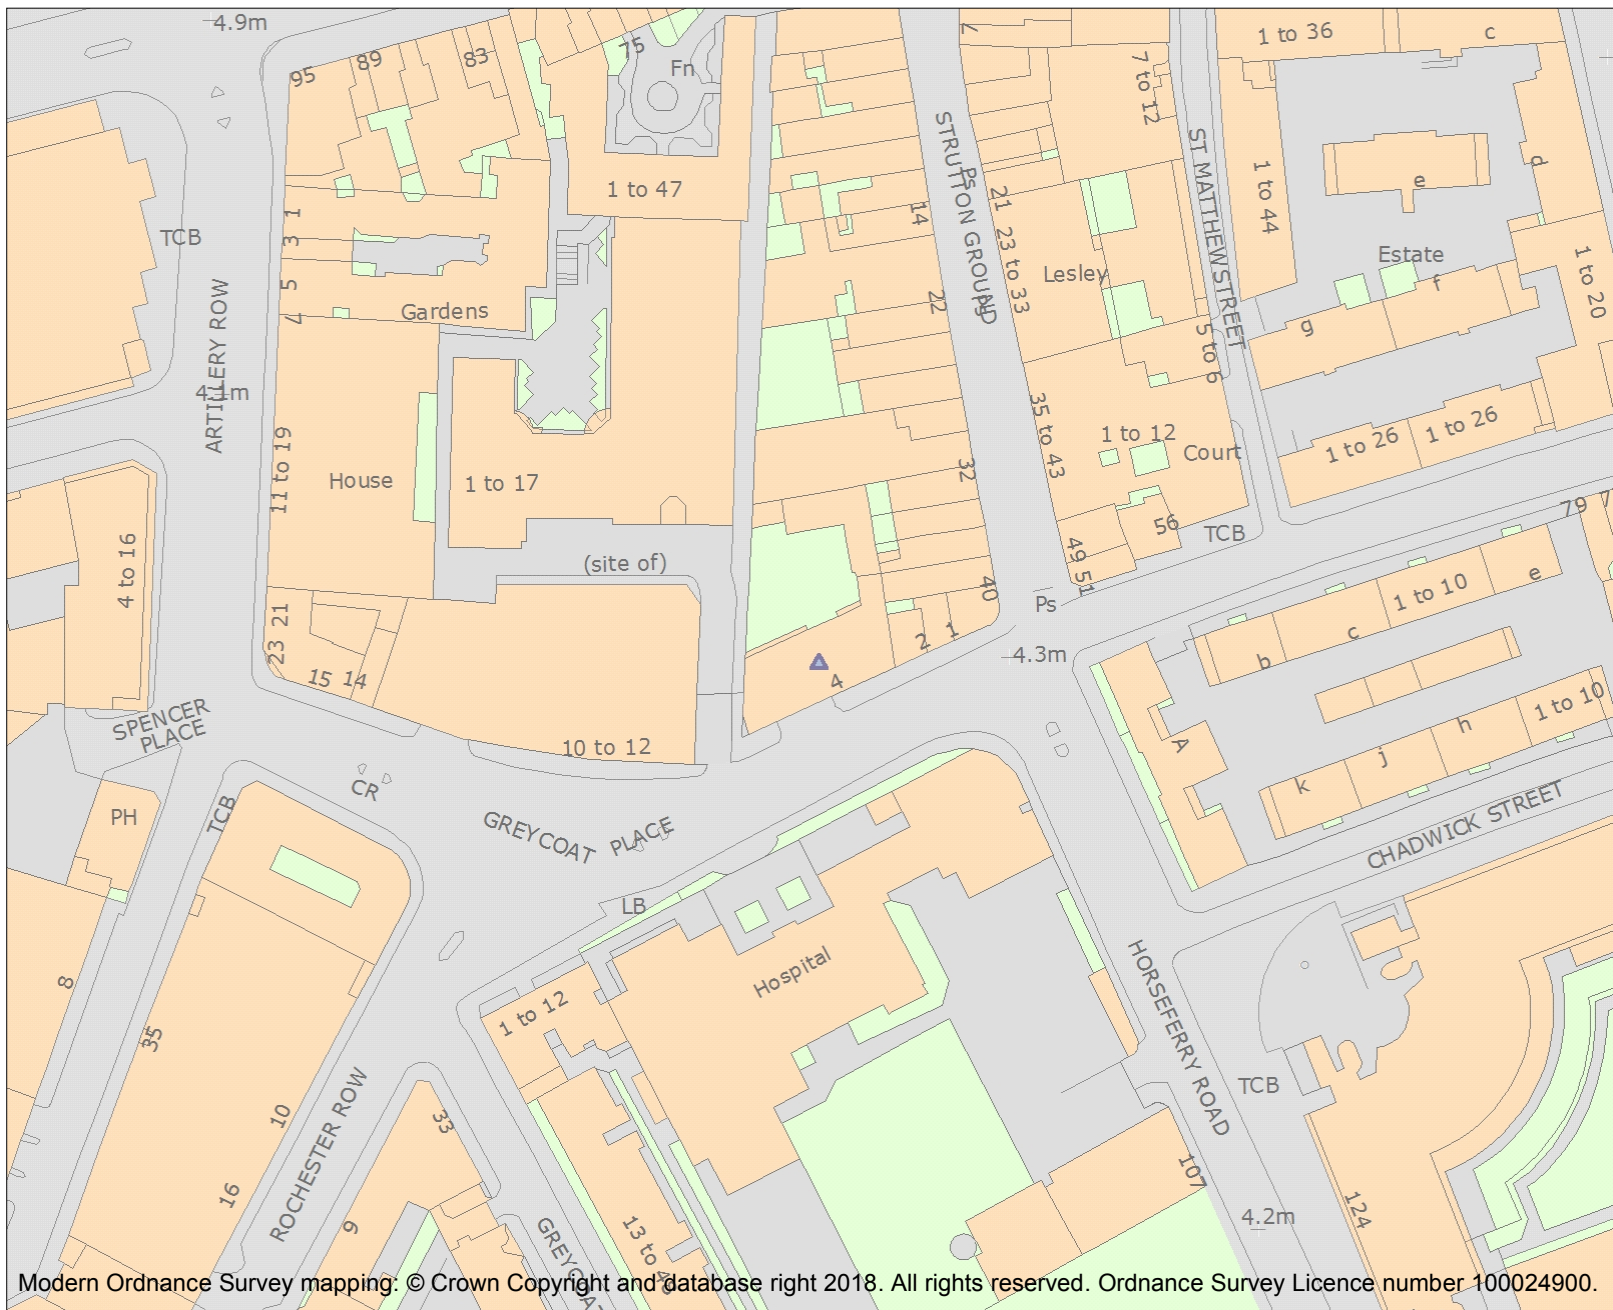 4.9m
95
89
83
75
Fn
7
7 to 12
1 to 36
c
ST MATTHEW STREET
STRUTTON GROUND
Ps
Ps
1 to 47
1 to 44
d
e
1
3
5
7
TCB
14
21
23 to 33
22
Lesley
Estate
f
g
1 to 20
Gardens
ARTILLERY ROW
4.1m
5 to 6
35 to 43
1 to 12
Court
1 to 26
1 to 26
11 to 19
House
1 to 17
32
56
TCB
79
4 to 16
(site of)
49
51
40
Ps
21
23
15
14
2
1
4
4.3m
b
c
1 to 10
e
SPENCER
PLACE
10 to 12
A
k
j
h
1 to 10
CHADWICK STREET
PH
TCB
CR
GREYCOAT PLACE
LB
Hospital
1 to 12
8
35
HORSEFERRY ROAD
TCB
10
16
ROCHESTER ROW
33
9
107
124
4.2m
Modern Ordnance Survey mapping: © Crown Copyright and database right 2018. All rights reserved. Ordnance Survey Licence number 100024900.